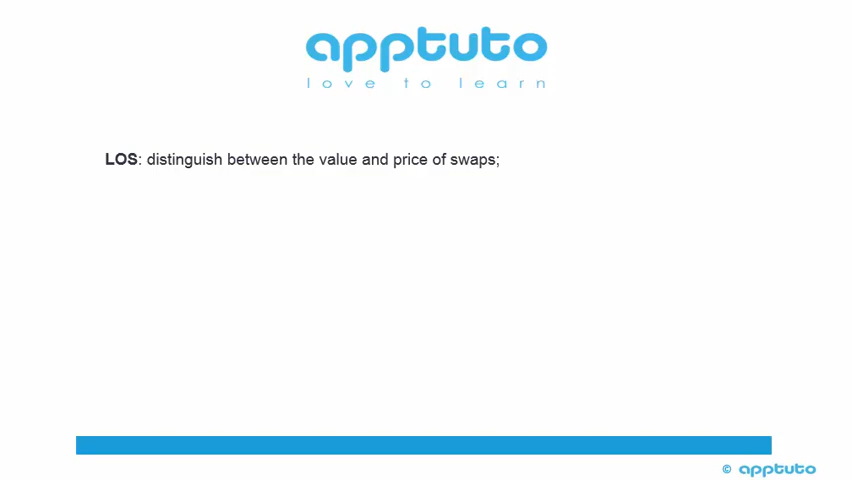 apptuto
love to learn
LOS: distinguish between the value and price of swaps;
© apptuto